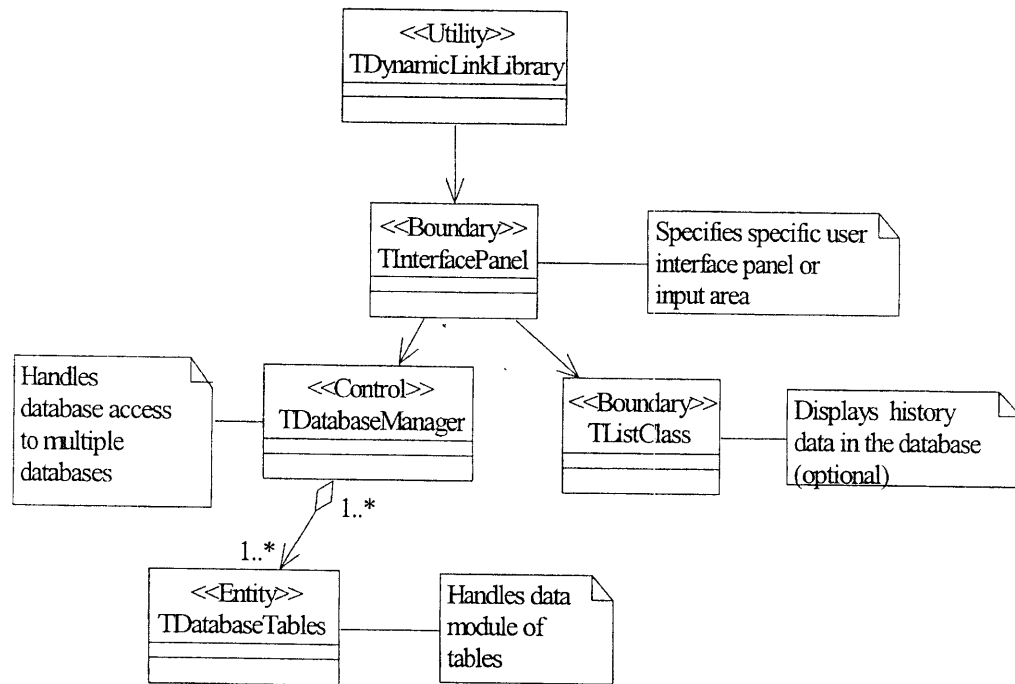 <<Utility>>
TDynamicLinkLibrary
<<Boundary>>
TInterfacePanel
Specifies specific user
interface panel or
input area
Handles
database access
to multiple
databases
<<Control>>
TDatabaseManager
<<Boundary>>
TListClass
Displays history
data in the database
(optional)
1..*
1..*
<<Entity>>
TDatabaseTables
Handles data
module of
tables